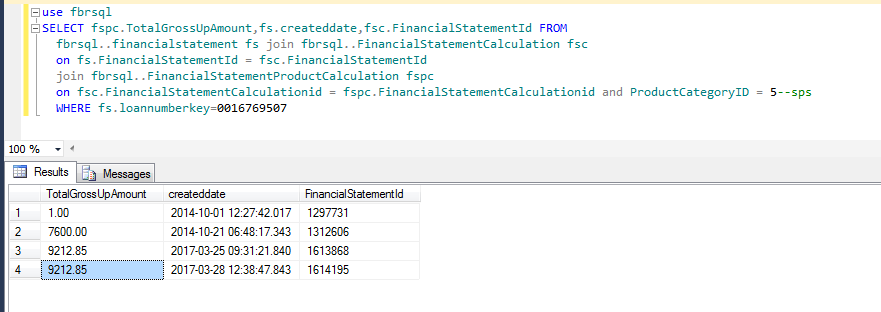 use fbrsql
SELECT fspc.TotalGrossUpAmount,fs.createddate,fsc.FinancialStatementId FROM
fbrsql..financialstatement fs join fbrsql..FinancialStatementCalculation fsc
on fs.FinancialStatementId = fsc.FinancialStatementId
join fbrsql..FinancialStatementProductCalculation fspc
on fsc.FinancialStatementCalculationid = fspc.FinancialStatementCalculationid and ProductCategoryID = 5--sps
WHERE fs.loannumberkey=0016769507
100 %
Results Messages
TotalGrossUpAmount createddate FinancialStatementId
1 1.00 2014-10-01 12:27:42.017 1297731
2 7600.00 2014-10-21 06:48:17.343 1312606
3 9212.85 2017-03-25 09:31:21.840 1613868
4 9212.85 2017-03-28 12:38:47.843 1614195